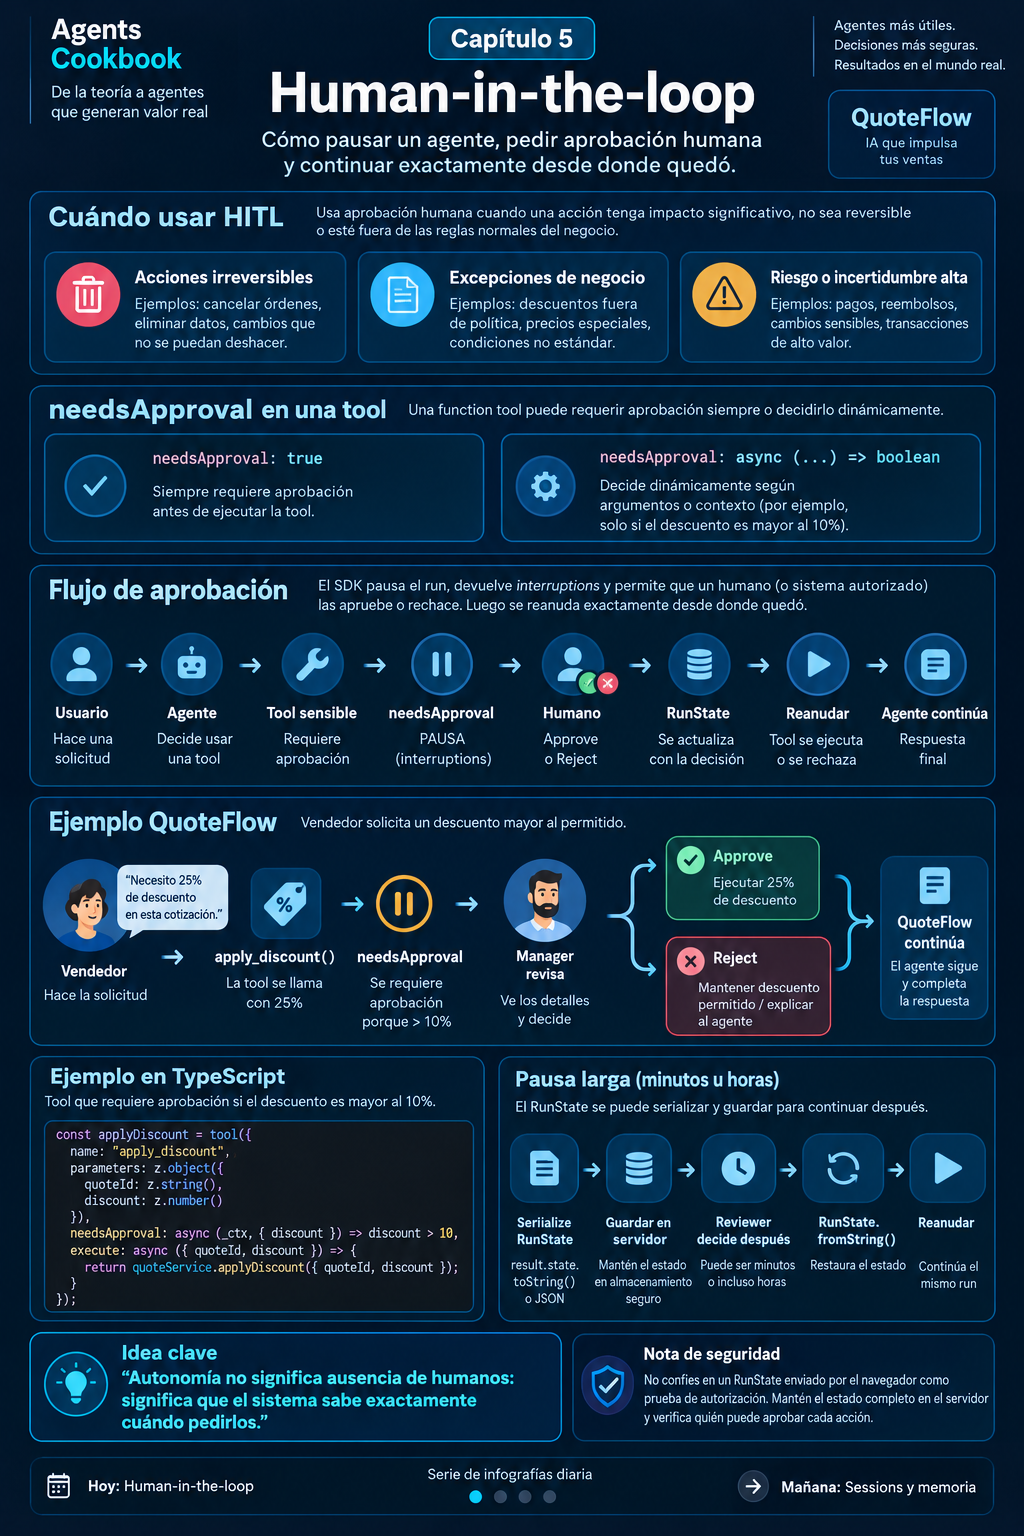 Agents
Cookbook
De la teoría a agentes
que generan valor real
Capítulo 5
Human-in-the-loop
Cómo pausar un agente, pedir aprobación humana
y continuar exactamente desde donde quedó.
Agentes más útiles.
Decisiones más seguras.
Resultados en el mundo real.
QuoteFlow
IA que impulsa
tus ventas
Cuándo usar HITL
Usa aprobación humana cuando una acción tenga impacto significativo, no sea reversible
o esté fuera de las reglas normales del negocio.
Acciones irreversibles
Ejemplos: cancelar órdenes,
eliminar datos, cambios que
no se puedan deshacer.
Excepciones de negocio
Ejemplos: descuentos fuera
de política, precios especiales,
condiciones no estándar.
Riesgo o incertidumbre alta
Ejemplos: pagos, reembolsos,
cambios sensibles, transacciones
de alto valor.
needsApproval en una tool
Una function tool puede requerir aprobación siempre o decidirlo dinámicamente.
needsApproval: true
Siempre requiere aprobación
antes de ejecutar la tool.
needsApproval: async (...) => boolean
Decide dinámicamente según
argumentos o contexto (por ejemplo,
solo si el descuento es mayor al 10%).
Flujo de aprobación
El SDK pausa el run, devuelve interruptions y permite que un humano (o sistema autorizado)
las apruebe o rechace. Luego se reanuda exactamente desde donde quedó.
Usuario
Hace una
solicitud
Agente
Decide usar
una tool
Tool sensible
Requiere
aprobación
needsApproval
PAUSA
(interruptions)
Humano
Approve
o Reject
RunState
Se actualiza
con la decisión
Reanudar
Tool se ejecuta
o se rechaza
Agente continúa
Respuesta
final
Ejemplo QuoteFlow
Vendedor solicita un descuento mayor al permitido.
“Necesito 25%
de descuento
en esta cotización.”
Vendedor
Hace la solicitud
%
apply_discount()
La tool se llama
con 25%
needsApproval
Se requiere
aprobación
porque > 10%
Manager
revisa
Ve los detalles
y decide
Approve
Ejecutar 25%
de descuento
Reject
Mantener descuento
permitido / explicar
al agente
QuoteFlow
continúa
El agente sigue
y completa
la respuesta
Ejemplo en TypeScript
Tool que requiere aprobación si el descuento es mayor al 10%.
const applyDiscount = tool({
name: "apply_discount",
parameters: z.object({
quoteId: z.string(),
discount: z.number()
}),
needsApproval: async (_ctx, { discount }) => discount > 10,
execute: async ({ quoteId, discount }) => {
return quoteService.applyDiscount({ quoteId, discount });
}
});
Pausa larga (minutos u horas)
El RunState se puede serializar y guardar para continuar después.
Seriialize
RunState
result.state.
toString()
o JSON
Guardar en
servidor
Mantén el estado
en almacenamiento
seguro
Reviewer
decide después
Puede ser minutos
o incluso horas
RunState.
fromString()
Restaura el estado
Reanudar
Continúa el
mismo run
Idea clave
“Autonomía no significa ausencia de humanos:
significa que el sistema sabe exactamente
cuándo pedirlos.”
Nota de seguridad
No confíes en un RunState enviado por el navegador como
prueba de autorización. Mantén el estado completo en el servidor
y verifica quién puede aprobar cada acción.
Hoy: Human-in-the-loop
Serie de infografías diaria
Mañana: Sessions y memoria